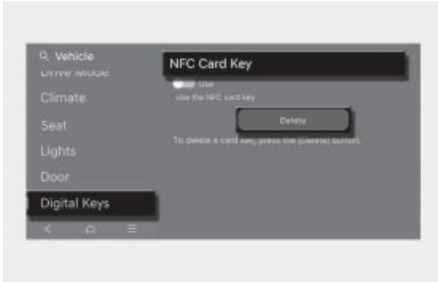 Vehicle
Drive Mode
Climate
Seat
Lights
Door
Digital Keys
NFC Card Key
Use
Use the NFC card key
Delete
To delete a card key, press the [Delete] button.